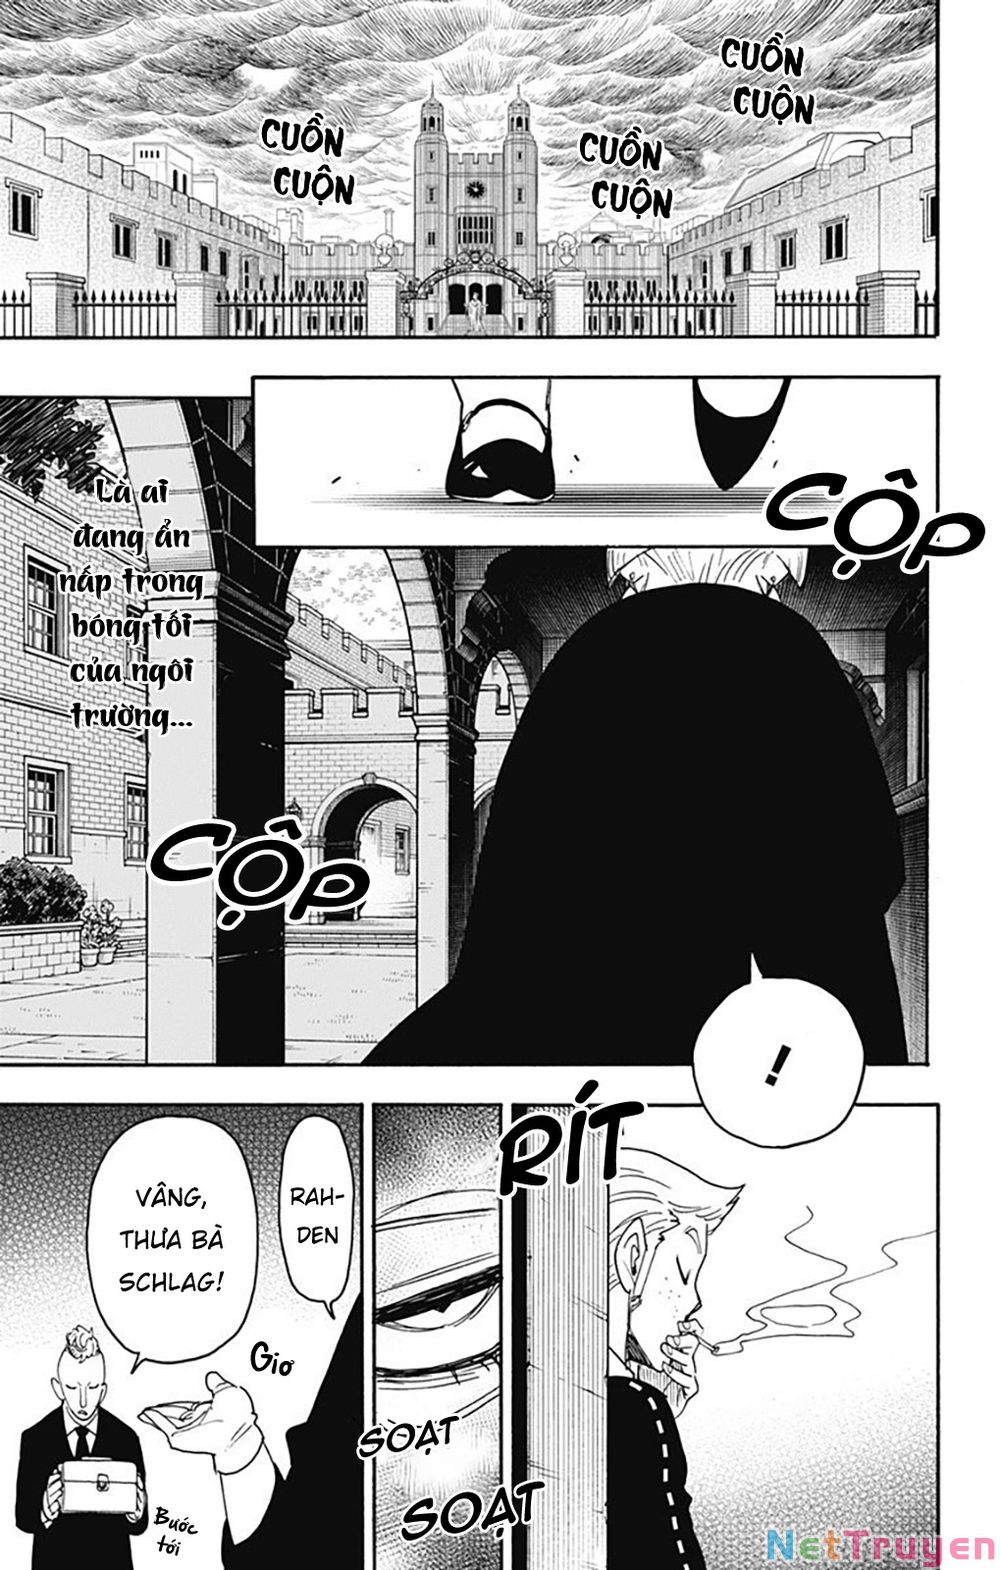 CUỒN
CUỘN
CUỒN
CUỘN
CUỒN
CUỘN
CỘP
Là ai
đang ẩn
nấp trong
bóng tối
của ngôi
trường...
CỘP
!
RÍT
SOẠT
SOẠT
RAH-
DEN
VÂNG,
THƯA BÀ
SCHLAG!
Giơ
Bước
tới
NetTruyen